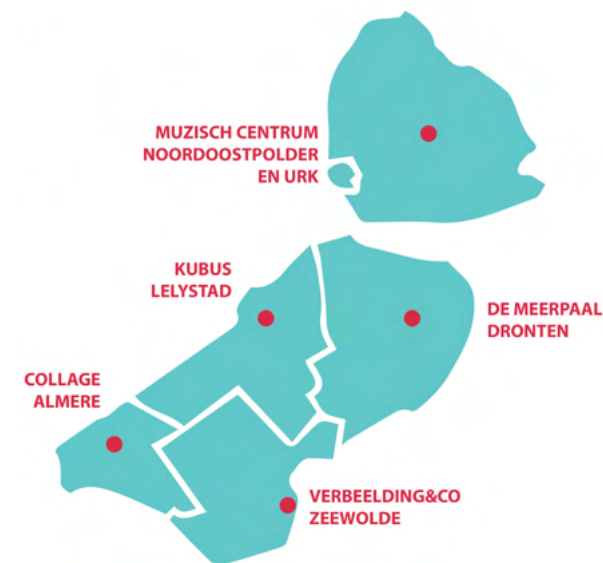 MUZISCH CENTRUM
NOORDOOSTPOLDER
EN URK
KUBUS
LELYSTAD
DE MEERPAAL
DRONTEN
COLLAGE
ALMERE
VERBEELDING&CO
ZEEWOLDE